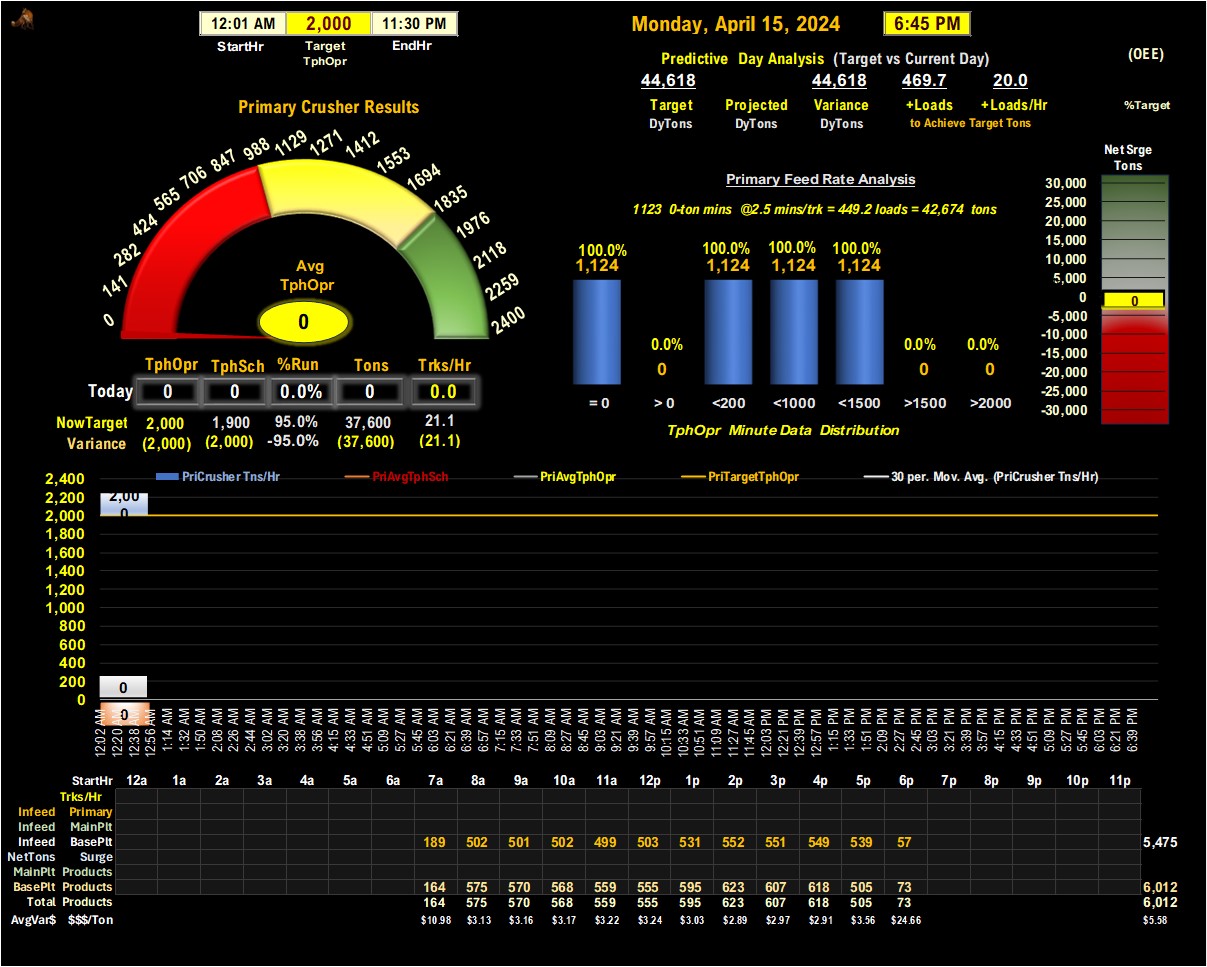 12:01 AM 2,000 11:30 PM
StartHr Target EndHr
TphOpr
Monday, April 15, 2024 6:45 PM
Predictive Day Analysis (Target vs Current Day)
44,618 44,618 469.7 20.0
Target Projected Variance +Loads +Loads/Hr
DyTons DyTons DyTons to Achieve Target Tons
(OEE)
%Target
Primary Crusher Results
0 141 282 424 565 706 847 988 1129 1271 1412 1553 1694 1835 1976 2118 2259 2400
Avg
TphOpr
0
TphOpr TphSch %Run Tons Trks/Hr
Today 0 0 0.0% 0 0.0
NowTarget 2,000 1,900 95.0% 37,600 21.1
Variance (2,000) (2,000) -95.0% (37,600) (21.1)
Primary Feed Rate Analysis
1123 0-ton mins @2.5 mins/trk = 449.2 loads = 42,674 tons
100.0% 100.0% 100.0% 100.0%
1,124 1,124 1,124 1,124
0.0% 0.0% 0.0%
0 0 0
= 0 > 0 <200 <1000 <1500 >1500 >2000
TphOpr Minute Data Distribution
Net Srge
Tons
30,000
25,000
20,000
15,000
10,000
5,000
0 0
-5,000
-10,000
-15,000
-20,000
-25,000
-30,000
PriCrusher Tns/Hr PriAvgTphSch PriAvgTphOpr PriTargetTphOpr 30 per. Mov. Avg. (PriCrusher Tns/Hr)
2,400
2,200 2,00
0
2,000
1,800
1,600
1,400
1,200
1,000
800
600
400
200
0
0
0
12:02 AM 12:20 AM 12:38 AM 12:56 AM 1:14 AM 1:32 AM 1:50 AM 2:08 AM 2:26 AM 2:44 AM 3:02 AM 3:20 AM 3:38 AM 3:56 AM 4:15 AM 4:33 AM 4:51 AM 5:09 AM 5:27 AM 5:45 AM 6:03 AM 6:21 AM 6:39 AM 6:57 AM 7:15 AM 7:33 AM 7:51 AM 8:09 AM 8:27 AM 8:45 AM 9:03 AM 9:21 AM 9:39 AM 9:57 AM 10:15 AM 10:33 AM 10:51 AM 11:09 AM 11:27 AM 11:45 AM 12:03 PM 12:21 PM 12:39 PM 12:57 PM 1:15 PM 1:33 PM 1:51 PM 2:09 PM 2:27 PM 2:45 PM 3:03 PM 3:21 PM 3:39 PM 3:57 PM 4:15 PM 4:33 PM 4:51 PM 5:09 PM 5:27 PM 5:45 PM 6:03 PM 6:21 PM 6:39 PM
StartHr 12a 1a 2a 3a 4a 5a 6a 7a 8a 9a 10a 11a 12p 1p 2p 3p 4p 5p 6p 7p 8p 9p 10p 11p
Trks/Hr
Infeed Primary
Infeed MainPlt
Infeed BasePlt 189 502 501 502 499 503 531 552 551 549 539 57 5,475
NetTons Surge
MainPlt Products
BasePlt Products 164 575 570 568 559 555 595 623 607 618 505 73 6,012
Total Products 164 575 570 568 559 555 595 623 607 618 505 73 6,012
AvgVar$ $$$/Ton $10.98 $3.13 $3.16 $3.17 $3.22 $3.24 $3.03 $2.89 $2.97 $2.91 $3.56 $24.66 $5.58